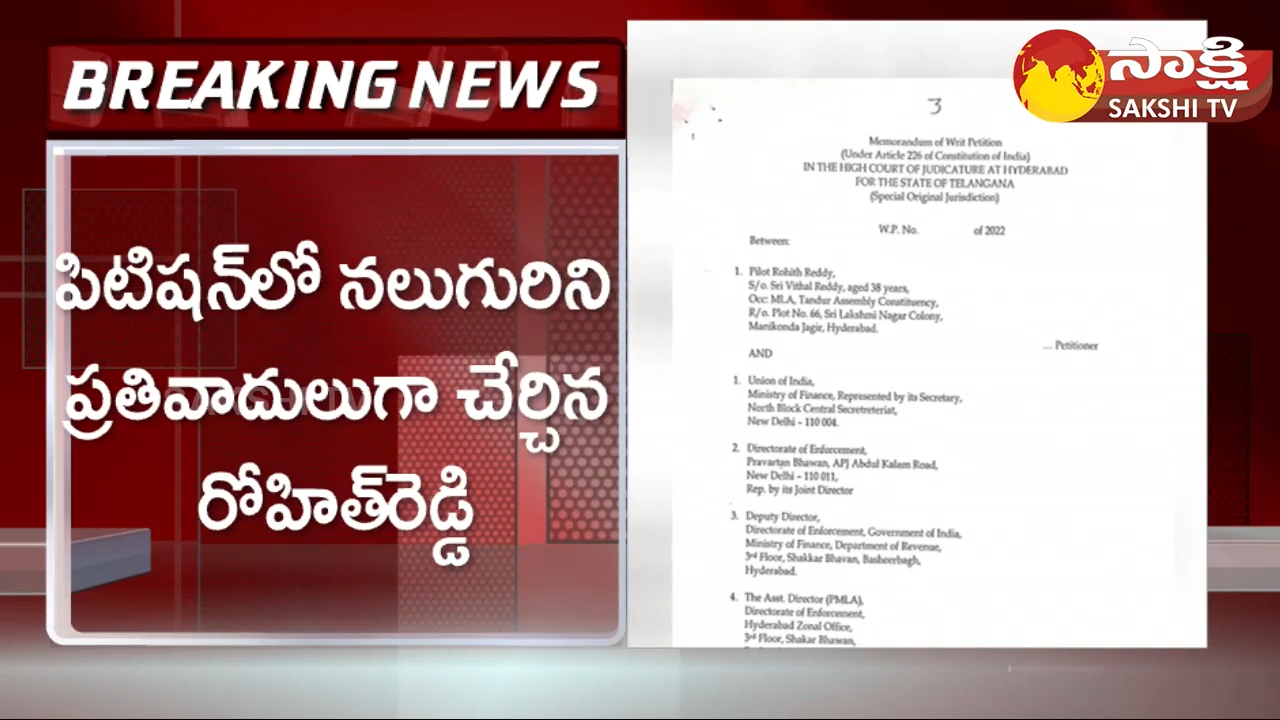 BREAKING NEWS
పిటిషన్‌లో నలుగురిని
ప్రతివాదులుగా చేర్చిన
రోహిత్‌రెడ్డి
సాక్షి
SAKSHI TV
3
Memorandum of Writ Petition
(Under Article 226 of Constitution of India)
IN THE HIGH COURT OF JUDICATURE AT HYDERABAD
FOR THE STATE OF TELANGANA
(Special Original Jurisdiction)
W.P. No. of 2022
Between:
1. Pilot Rohith Reddy,
S/o. Sri Vithal Reddy, aged 38 years,
Occ: MLA, Tandur Assembly Constituency,
R/o. Plot No. 66, Sri Lakshmi Nagar Colony,
Manikonda Jagir, Hyderabad.
... Petitioner
AND
1. Union of India,
Ministry of Finance, Represented by its Secretary,
North Block Central Secretreteriat,
New Delhi – 110 004.
2. Directorate of Enforcement,
Pravartan Bhawan, APJ Abdul Kalam Road,
New Delhi – 110 011,
Rep. by its Joint Director
3. Deputy Director,
Directorate of Enforcement, Government of India,
Ministry of Finance, Department of Revenue,
3rd Floor, Shakkar Bhavan, Basheerbagh,
Hyderabad.
4. The Asst. Director (PMLA),
Directorate of Enforcement,
Hyderabad Zonal Office,
3rd Floor, Shakar Bhawan,